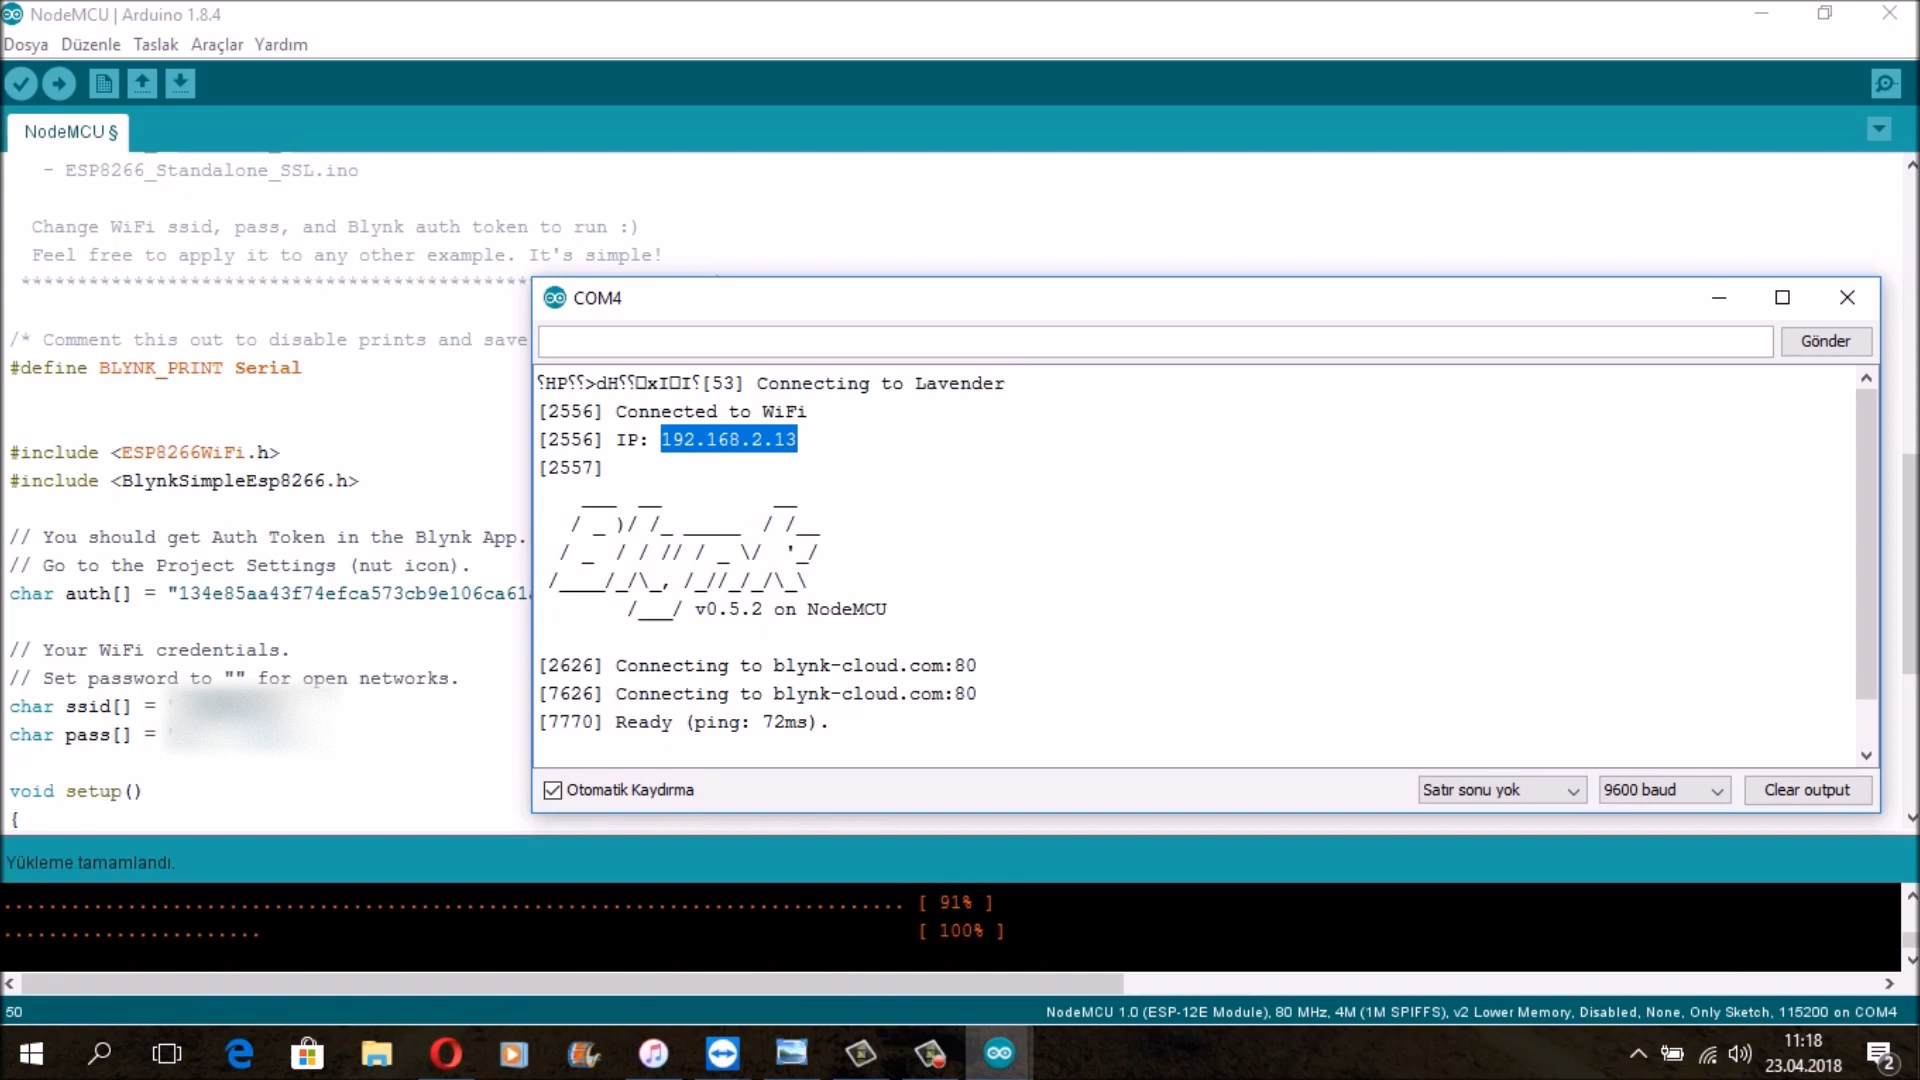 NodeMCU | Arduino 1.8.4
Dosya Düzenle Taslak Araçlar Yardım
NodeMCU §
- ESP8266_Standalone_SSL.ino
Change WiFi ssid, pass, and Blynk auth token to run :)
Feel free to apply it to any other example. It's simple!
/* Comment this out to disable prints and save
#define BLYNK_PRINT Serial
#include <ESP8266WiFi.h>
#include <BlynkSimpleEsp8266.h>
// You should get Auth Token in the Blynk App.
// Go to the Project Settings (nut icon).
char auth[] = "134e85aa43f74efca573cb9e106ca61
// Your WiFi credentials.
// Set password to "" for open networks.
char ssid[] =
char pass[] =
void setup()
{
COM4
Gönder
[53] Connecting to Lavender
[2556] Connected to WiFi
[2556] IP: 192.168.2.13
[2557]
Blynk
v0.5.2 on NodeMCU
[2626] Connecting to blynk-cloud.com:80
[7626] Connecting to blynk-cloud.com:80
[7770] Ready (ping: 72ms).
Otomatik Kaydırma
Satır sonu yok
9600 baud
Clear output
Yükleme tamamlandı.
................................................................................ [ 91% ]
....................... [ 100% ]
50
NodeMCU 1.0 (ESP-12E Module), 80 MHz, 4M (1M SPIFFS), v2 Lower Memory, Disabled, None, Only Sketch, 115200 on COM4
11:18
23.04.2018
2